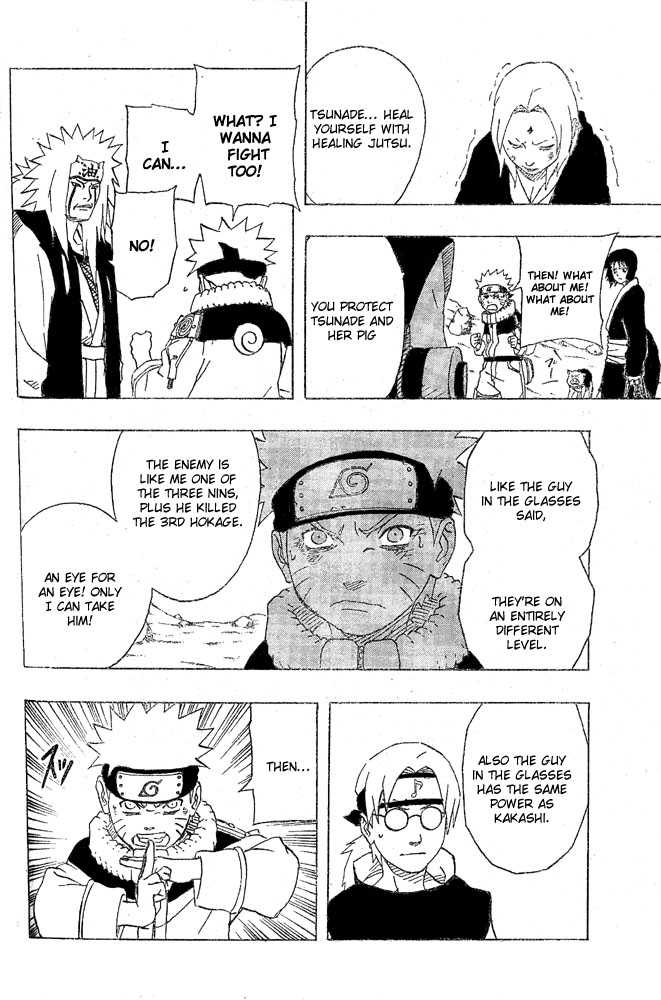 TSUNADE... HEAL
YOURSELF WITH
HEALING JUTSU.
WHAT? I
WANNA
FIGHT
TOO!
I
CAN...
NO!
油
THEN! WHAT
ABOUT ME!
WHAT ABOUT
ME!
YOU PROTECT
TSUNADE AND
HER PIG
LIKE THE GUY
IN THE GLASSES
SAID,
THEY'RE ON
AN ENTIRELY
DIFFERENT
LEVEL.
THE ENEMY IS
LIKE ME ONE OF
THE THREE NINS,
PLUS HE KILLED
THE 3RD HOKAGE.
AN EYE FOR
AN EYE! ONLY
I CAN TAKE
HIM!
ALSO THE GUY
IN THE GLASSES
HAS THE SAME
POWER AS
KAKASHI.
THEN...